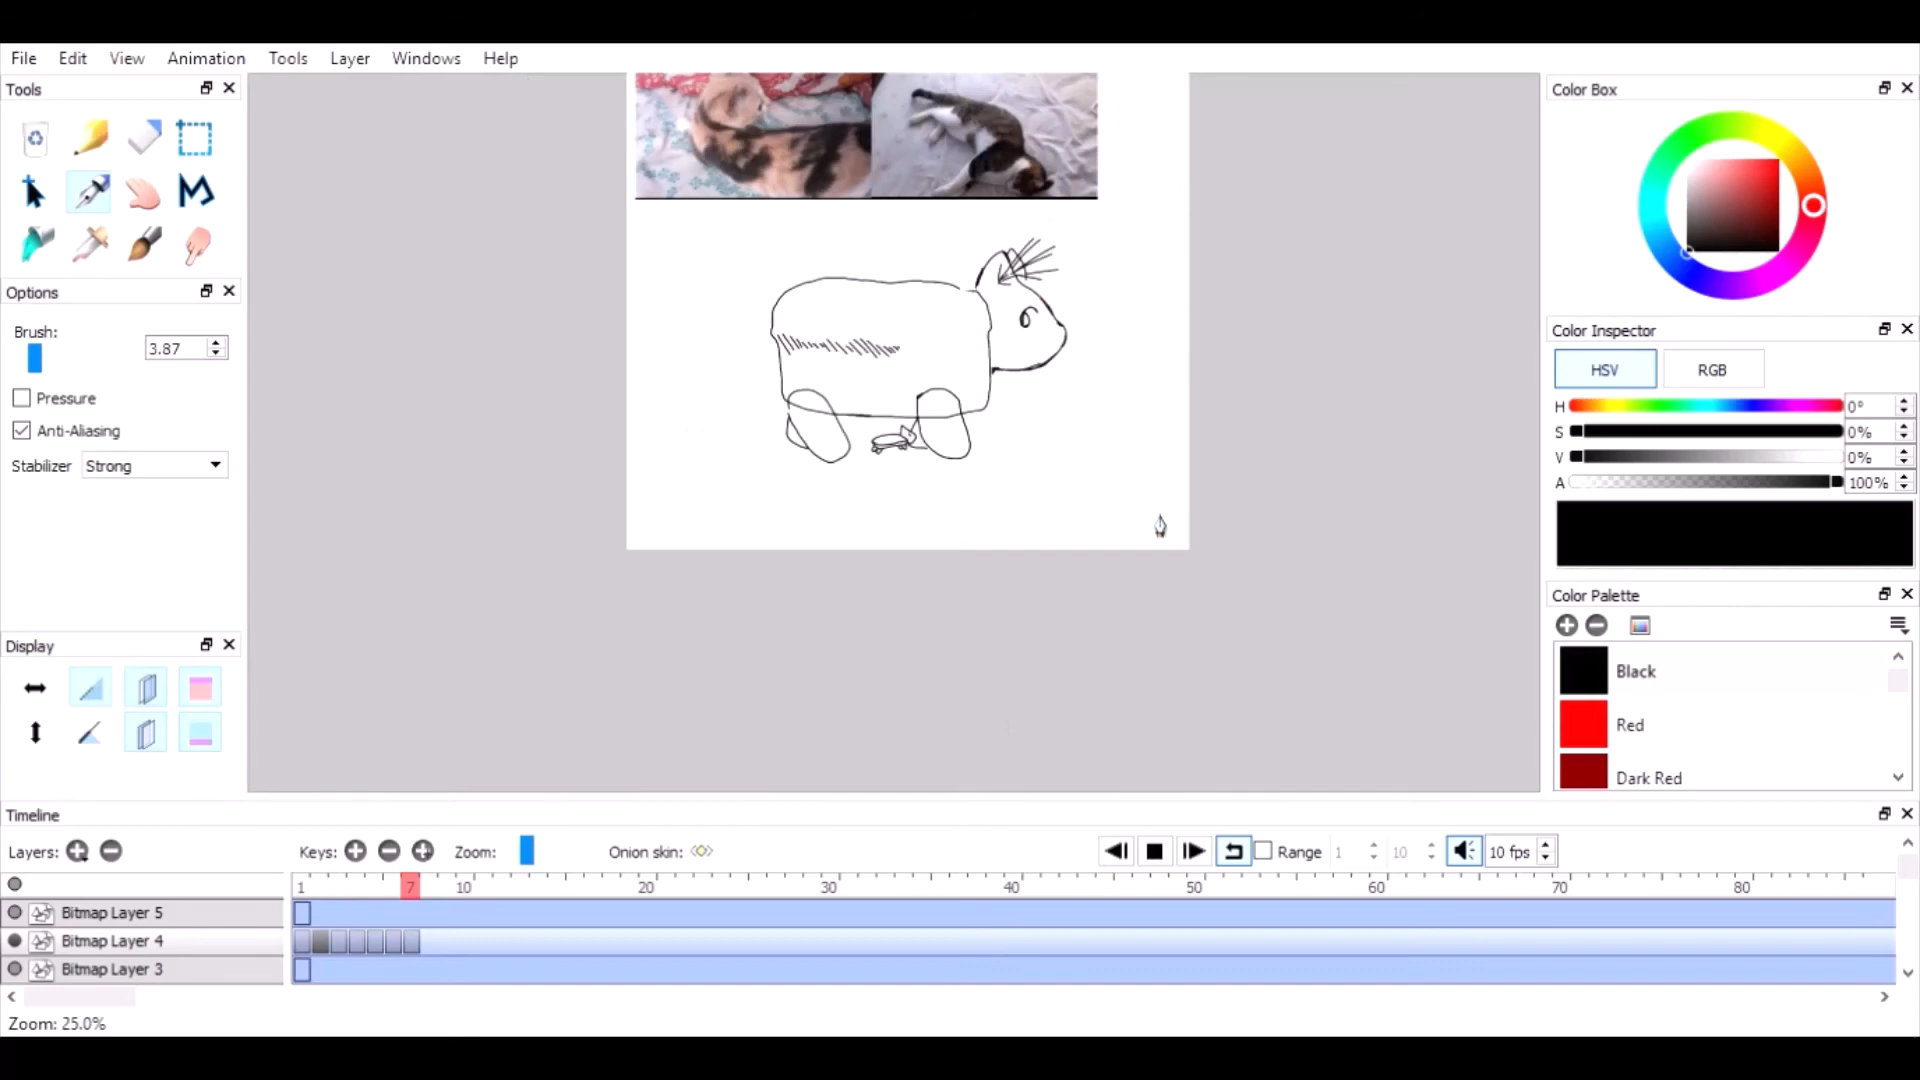 File Edit View Animation Tools Layer Windows Help
Tools
Options
Brush:
3.87
Pressure
Anti-Aliasing
Stabilizer Strong
Display
Color Box
Color Inspector
HSV RGB
H 0°
S 0%
V 0%
A 100%
Color Palette
Black
Red
Dark Red
Timeline
Layers: Keys: Zoom: Onion skin: Range 1 10 10 fps
1 7 10 20 30 40 50 60 70 80
Bitmap Layer 5
Bitmap Layer 4
Bitmap Layer 3
Zoom: 25.0%